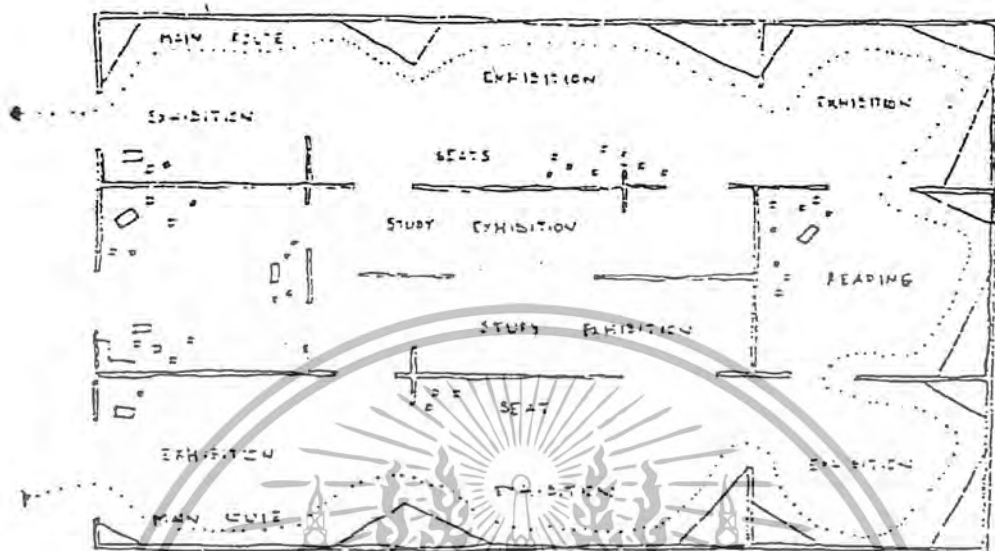 MAIN ROUTE
EXHIBITION
EXHIBITION
EXHIBITION
SEATS
STUDY EXHIBITION
READING
STUDY EXHIBITION
SEAT
EXHIBITION
EXHIBITION
EXHIBITION
MAIN ROUTE